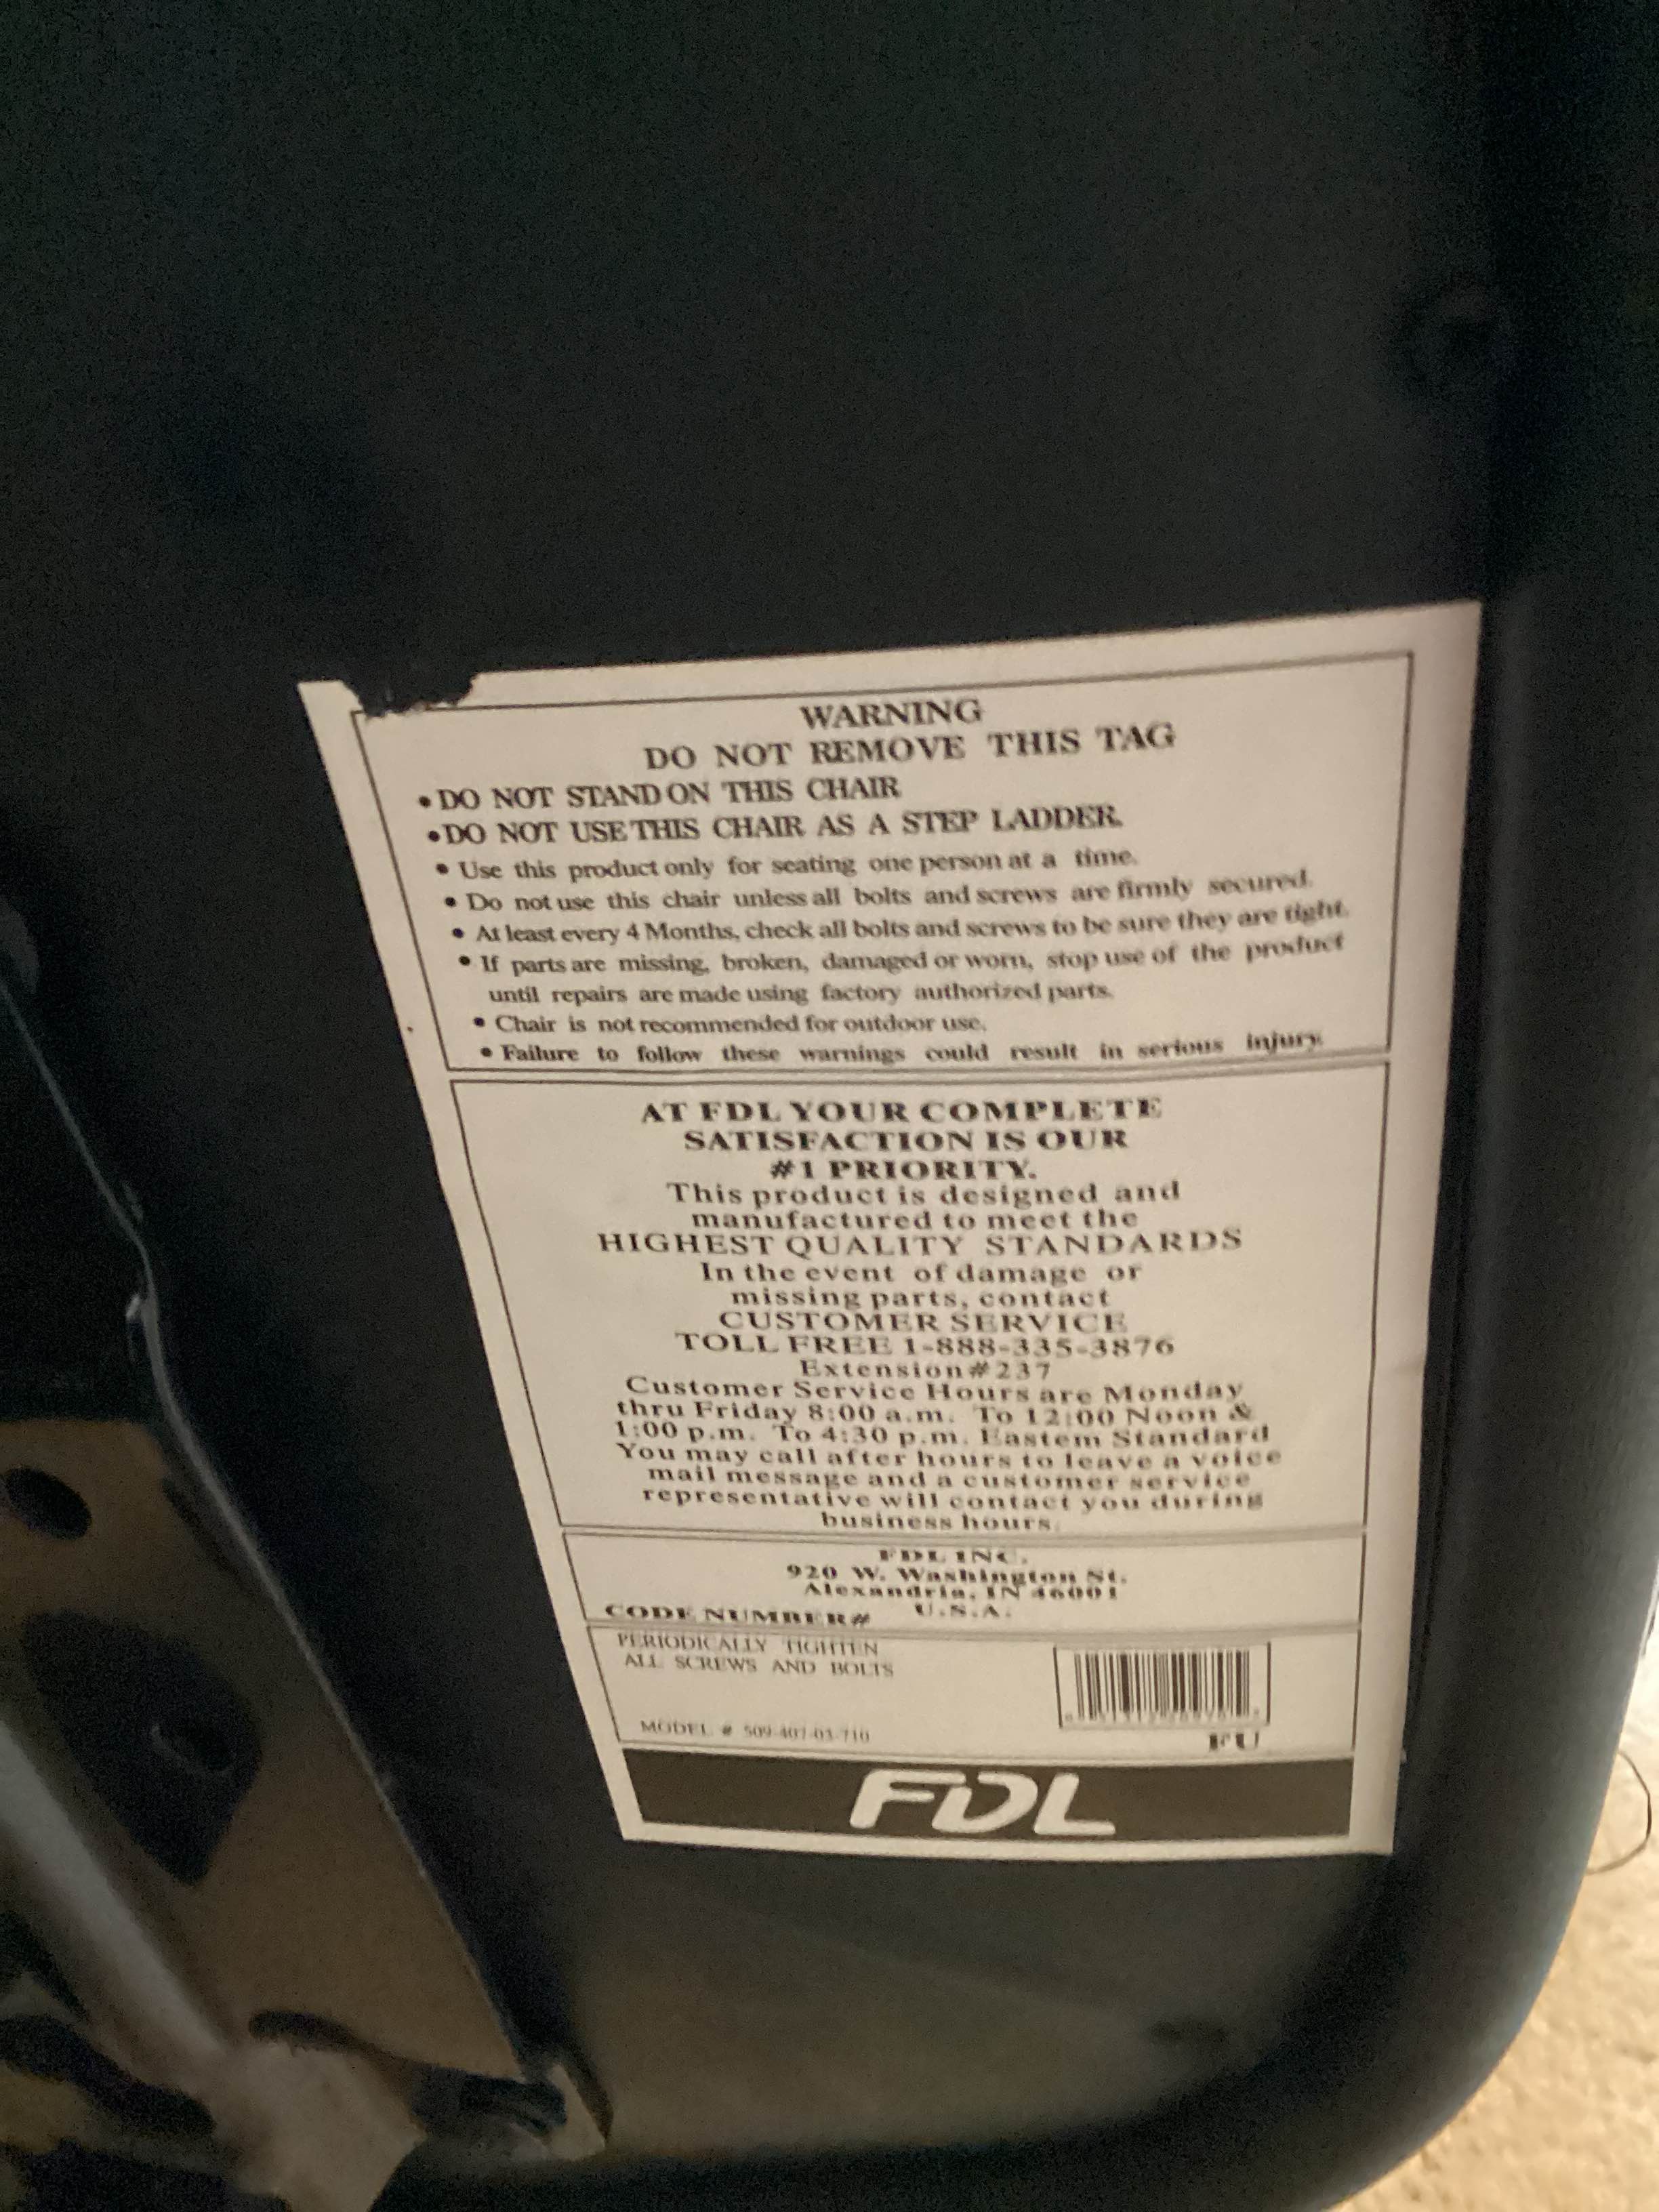 WARNING
DO NOT REMOVE THIS TAG
• DO NOT STAND ON THIS CHAIR
• DO NOT USE THIS CHAIR AS A STEP LADDER.
• Use this product only for seating one person at a time.
• Do not use this chair unless all bolts and screws are firmly secured.
• At least every 4 Months, check all bolts and screws to be sure they are tight.
• If parts are missing, broken, damaged or worn, stop use of the product
until repairs are made using factory authorized parts.
• Chair is not recommended for outdoor use.
• Failure to follow these warnings could result in serious injury.
AT FDL YOUR COMPLETE
SATISFACTION IS OUR
#1 PRIORITY.
This product is designed and
manufactured to meet the
HIGHEST QUALITY STANDARDS
In the event of damage or
missing parts, contact
CUSTOMER SERVICE
TOLL FREE 1-888-335-3876
Extension#237
Customer Service Hours are Monday
thru Friday 8:00 a.m. To 12:00 Noon &
1:00 p.m. To 4:30 p.m. Eastern Standard
You may call after hours to leave a voice
mail message and a customer service
representative will contact you during
business hours.
FDL INC.
920 W. Washington St.
Alexandria, IN 46001
U.S.A.
CODE NUMBER#
PERIODICALLY TIGHTEN
ALL SCREWS AND BOLTS
MODEL # 509-407-03-710
FU
FDL